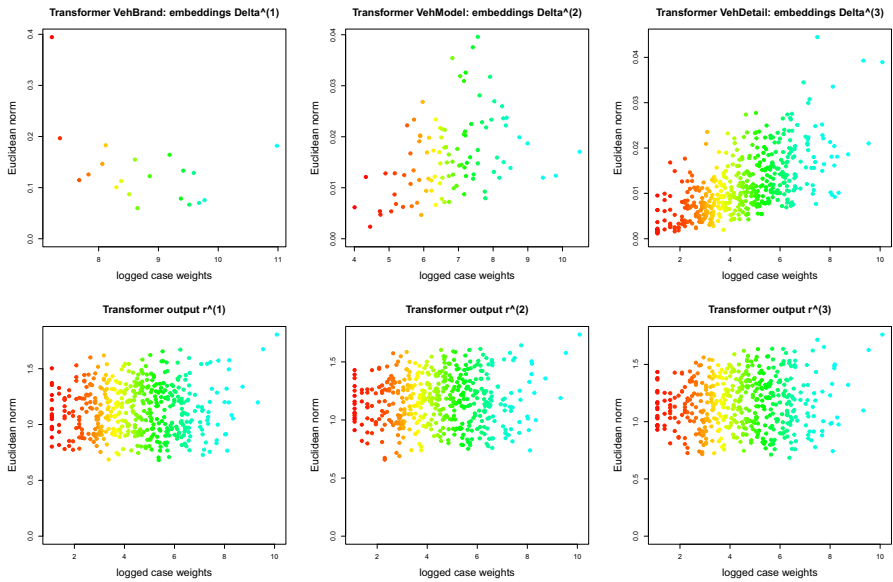 Transformer VehBrand: embeddings Delta^(1)
Euclidean norm
0.0 0.1 0.2 0.3 0.4
8 9 10 11
logged case weights
Transformer VehModel: embeddings Delta^(2)
Euclidean norm
0.00 0.01 0.02 0.03 0.04
4 5 6 7 8 9 10
logged case weights
Transformer VehDetail: embeddings Delta^(3)
Euclidean norm
0.00 0.01 0.02 0.03 0.04
2 4 6 8 10
logged case weights
Transformer output r^(1)
Euclidean norm
0.0 0.5 1.0 1.5
2 4 6 8 10
logged case weights
Transformer output r^(2)
Euclidean norm
0.0 0.5 1.0 1.5
2 4 6 8 10
logged case weights
Transformer output r^(3)
Euclidean norm
0.0 0.5 1.0 1.5
2 4 6 8 10
logged case weights